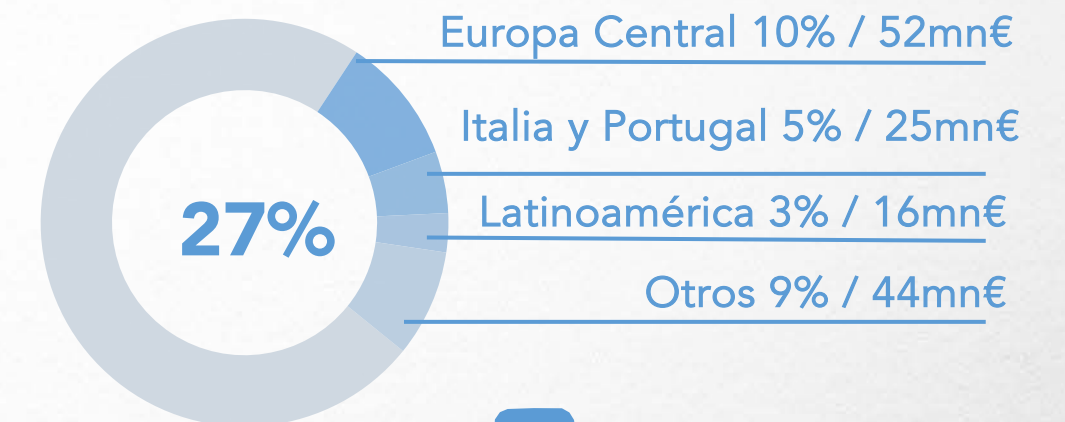 Europa Central 10% / 52mn€
Italia y Portugal 5% / 25mn€
27%
Latinoamérica 3% / 16mn€
Otros 9% / 44mn€